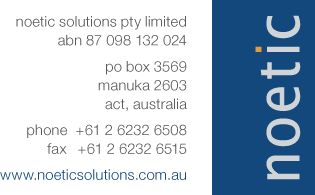 noetic solutions pty limited
abn 87 098 132 024
po box 3569
manuka 2603
act, australia
phone +61 2 6232 6508
fax +61 2 6232 6515
www.noeticsolutions.com.au
noetic